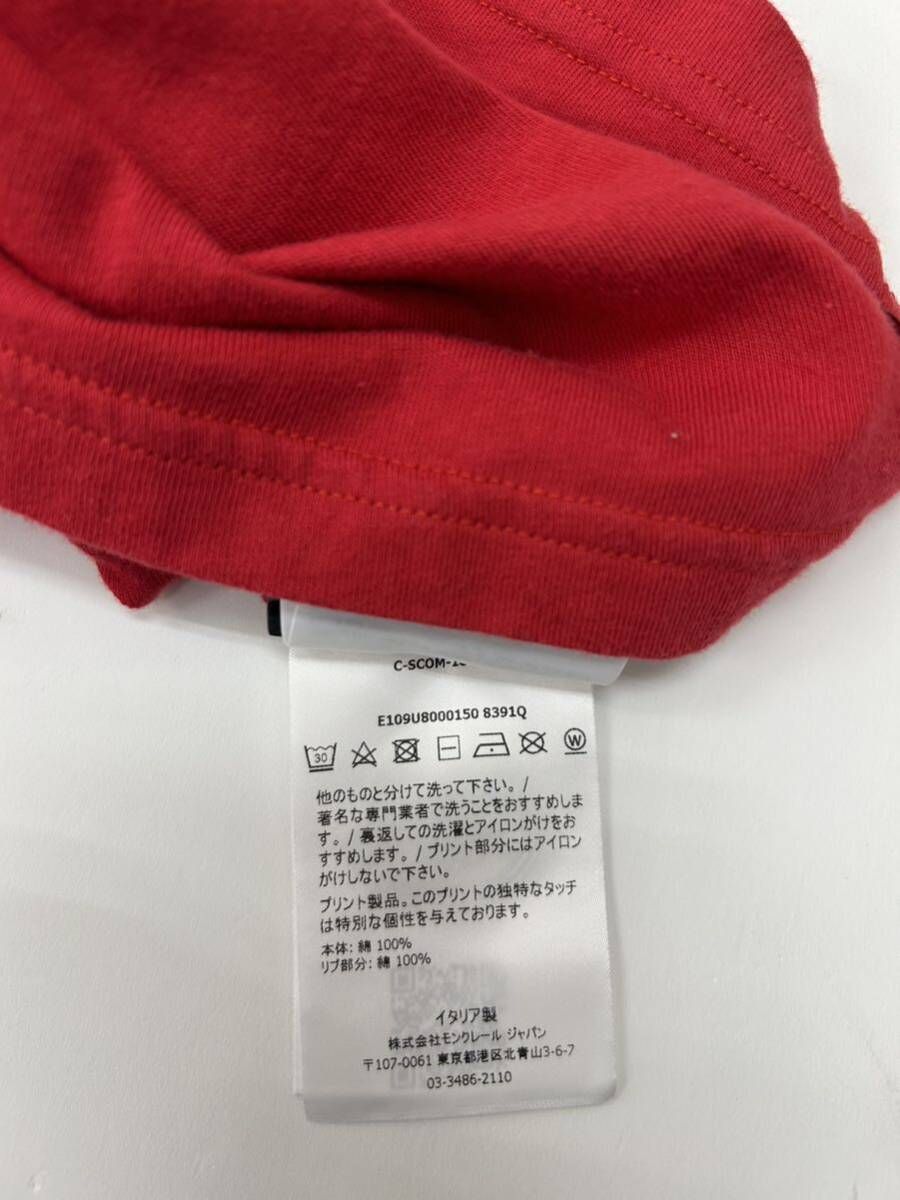 C-SCOM-
E109U8000150 8391Q
30
W
他のものと分けて洗って下さい。/
著名な専門業者で洗うことをおすすめしま
す。/ 裏返しての洗濯とアイロンがけをお
すすめします。/ プリント部分にはアイロン
がけしないで下さい。
プリント製品。このプリントの独特なタッチ
は特別な個性を与えております。
本体: 綿 100%
リブ部分: 綿 100%
イタリア製
株式会社モンクレール ジャパン
〒107-0061 東京都港区北青山3-6-7
03-3486-2110